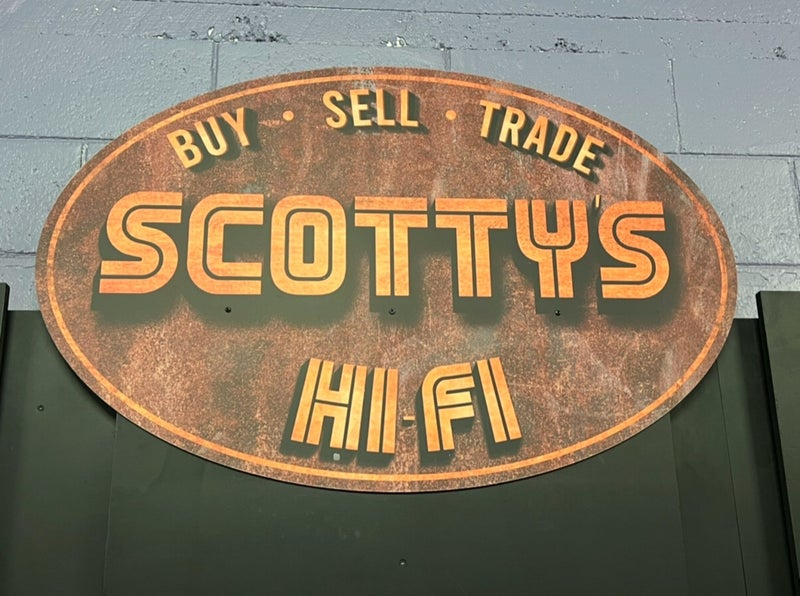 BUY · SELL · TRADE
SCOTTY'S
HI-FI